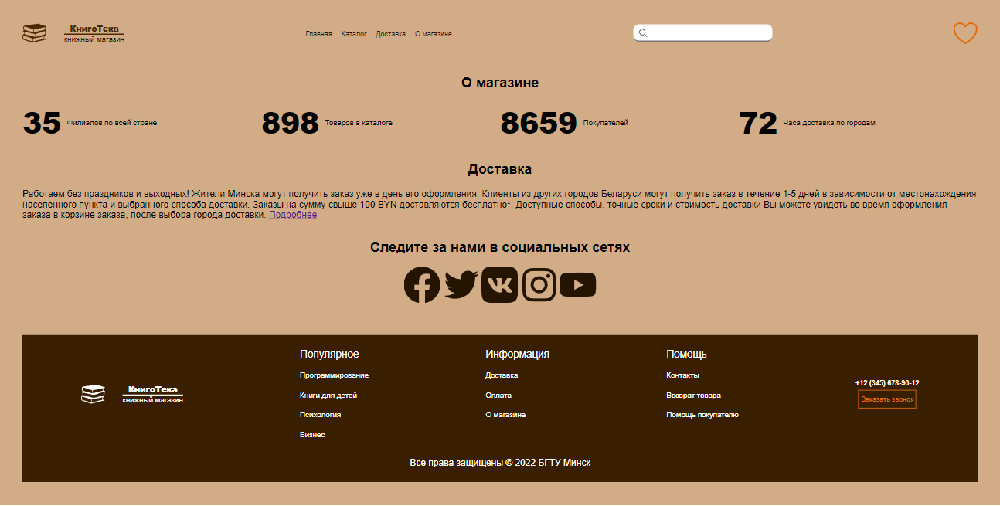 КнигоТека
книжный магазин
Главная Каталог Доставка О магазине
О магазине
35 Филиалов по всей стране
898 Товаров в каталоге
8659 Покупателей
72 Часа доставка по городам
Доставка
Работаем без праздников и выходных! Жители Минска могут получить заказ уже в день его оформления. Клиенты из других городов Беларуси могут получить заказ в течение 1-5 дней в зависимости от местонахождения
населенного пункта и выбранного способа доставки. Заказы на сумму свыше 100 BYN доставляются бесплатно*. Доступные способы, точные сроки и стоимость доставки Вы можете увидеть во время оформления
заказа в корзине заказа, после выбора города доставки. Подробнее
Следите за нами в социальных сетях
КнигоТека
книжный магазин
Популярное
Программирование
Книги для детей
Психология
Бизнес
Информация
Доставка
Оплата
О магазине
Помощь
Контакты
Возврат товара
Помощь покупателю
+12 (345) 678-90-12
Заказать звонок
Все права защищены © 2022 БГТУ Минск